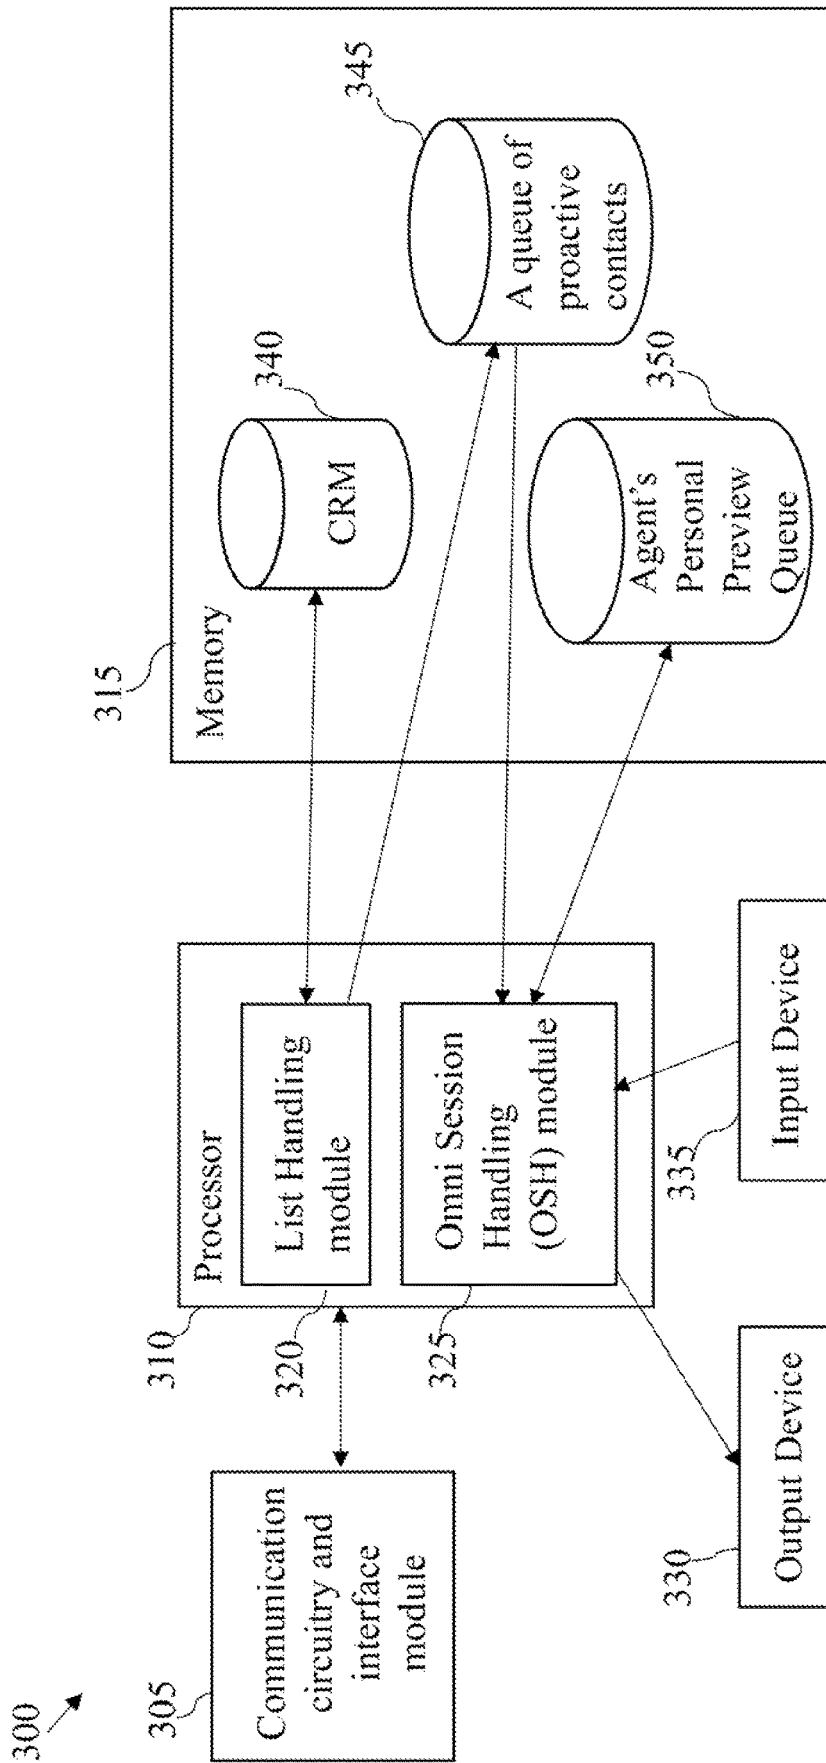 300
305
Communication
circuitry and
interface
module
310
Processor
320
List Handling
module
325
Omni Session
Handling
(OSH) module
330
Output Device
335
Input Device
315
Memory
340
CRM
345
A queue of
proactive
contacts
350
Agent's
Personal
Preview
Queue